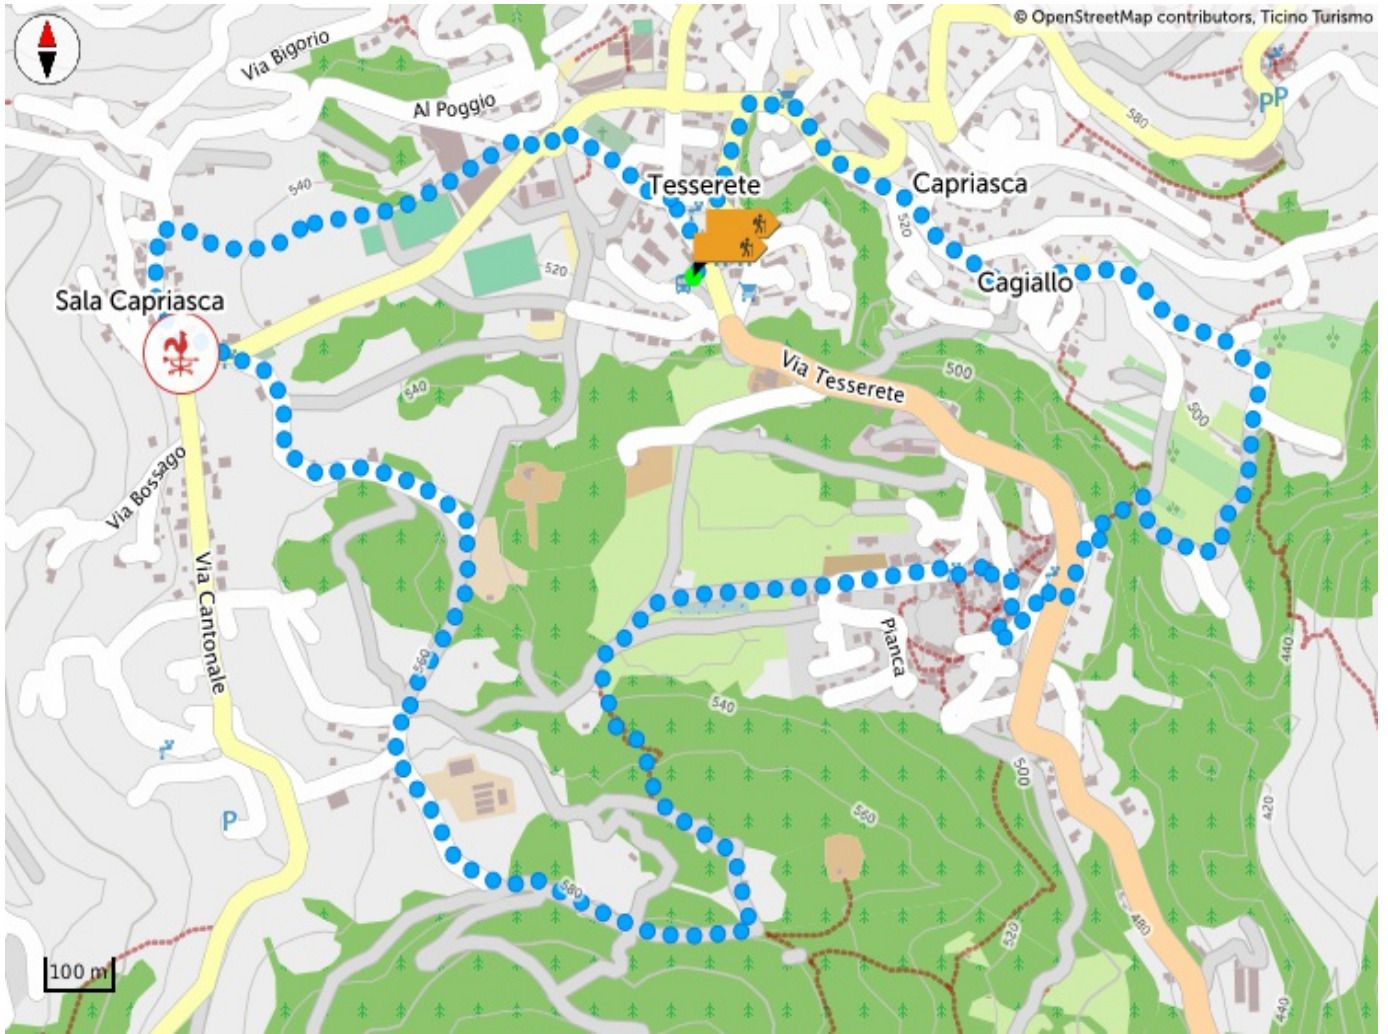 © OpenStreetMap contributors, Ticino Turismo
Via Bigorio
Al Poggio
PP
580
540
Tesserete
Capriasca
520
520
Cagiallo
Sala Capriasca
Via Tesserete
500
540
500
Via Bossago
Via Cantonale
Pianca
440
560
540
500
P
560
420
580
480
520
100 m
440